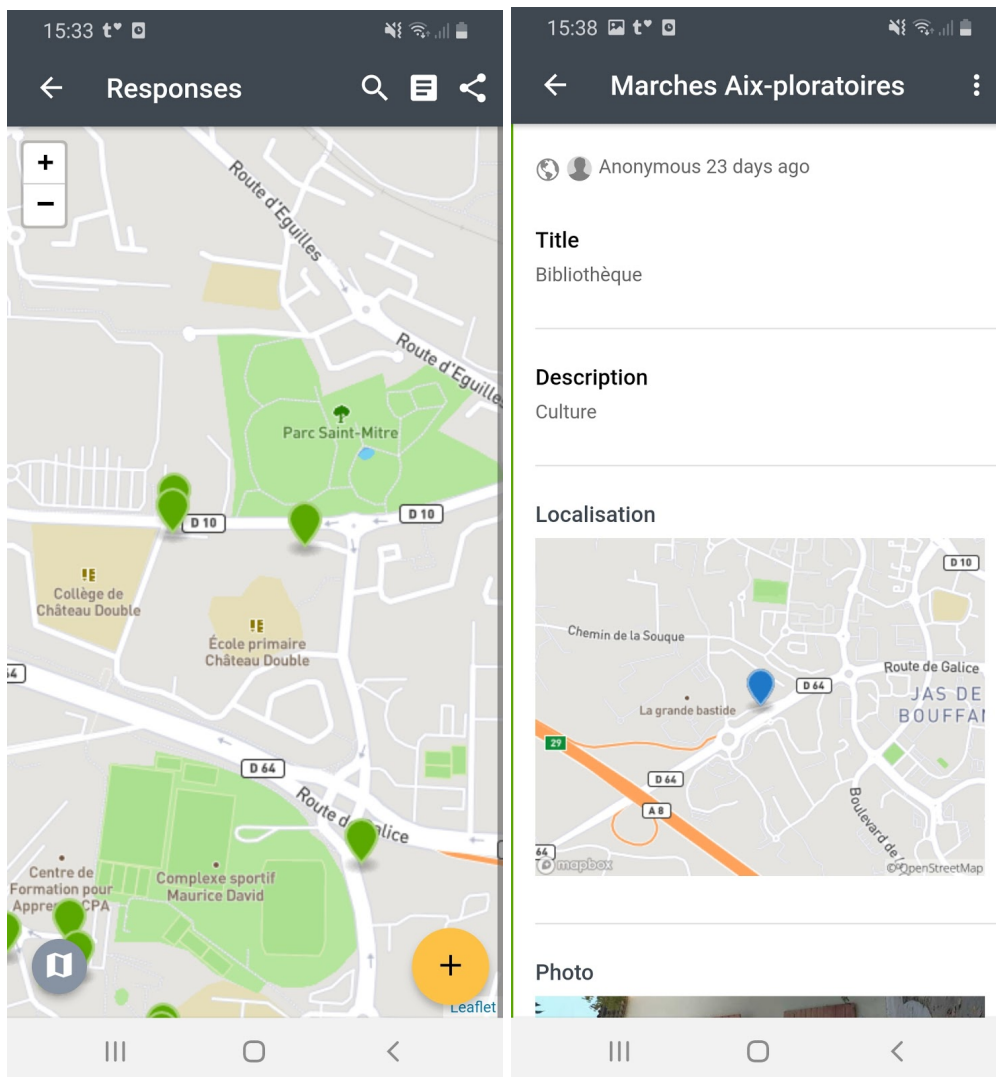 15:33
Responses
+
−
Route d'Eguilles
Route d'Eguilles
Parc Saint-Mitre
D 10
D 10
Collège de
Château Double
École primaire
Château Double
64
D 64
Route de Galice
Centre de
Formation pour
Complexe sportif
Maurice David
+
Leaflet
15:38
Marches Aix-ploratoires
Anonymous 23 days ago
Title
Bibliothèque
Description
Culture
Localisation
D 10
Chemin de la Souque
Route de Galice
D 64
JAS DE
BOUFFAN
La grande bastide
29
D 64
A 8
Boulevard de
64
mapbox
© OpenStreetMap
Photo